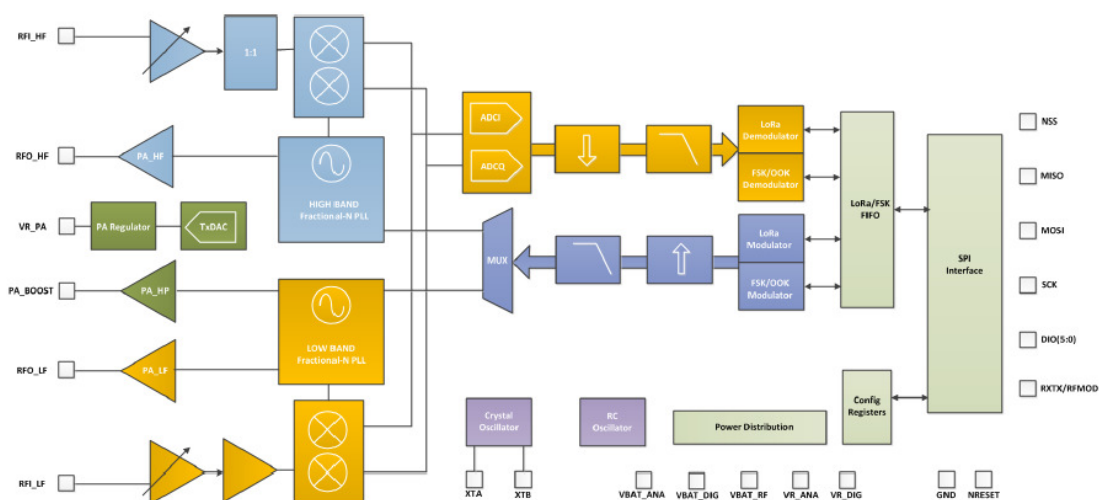 RFI_HF
1:1
RFO_HF
PA_HF
HIGH BAND
Fractional-N PLL
VR_PA
PA Regulator
TxDAC
PA_BOOST
PA_HP
LOW BAND
Fractional-N PLL
RFO_LF
PA_LF
RFI_LF
ADCI
ADCQ
MUX
LoRa
Demodulator
FSK/OOK
Demodulator
LoRa
Modulator
FSK/OOK
Modulator
LoRa/FSK
FIFO
SPI
Interface
Config
Registers
NSS
MISO
MOSI
SCK
DIO(5:0)
RXTX/RFMOD
Crystal
Oscillator
RC
Oscillator
Power Distribution
XTA
XTB
VBAT_ANA
VBAT_DIG
VBAT_RF
VR_ANA
VR_DIG
GND
NRESET